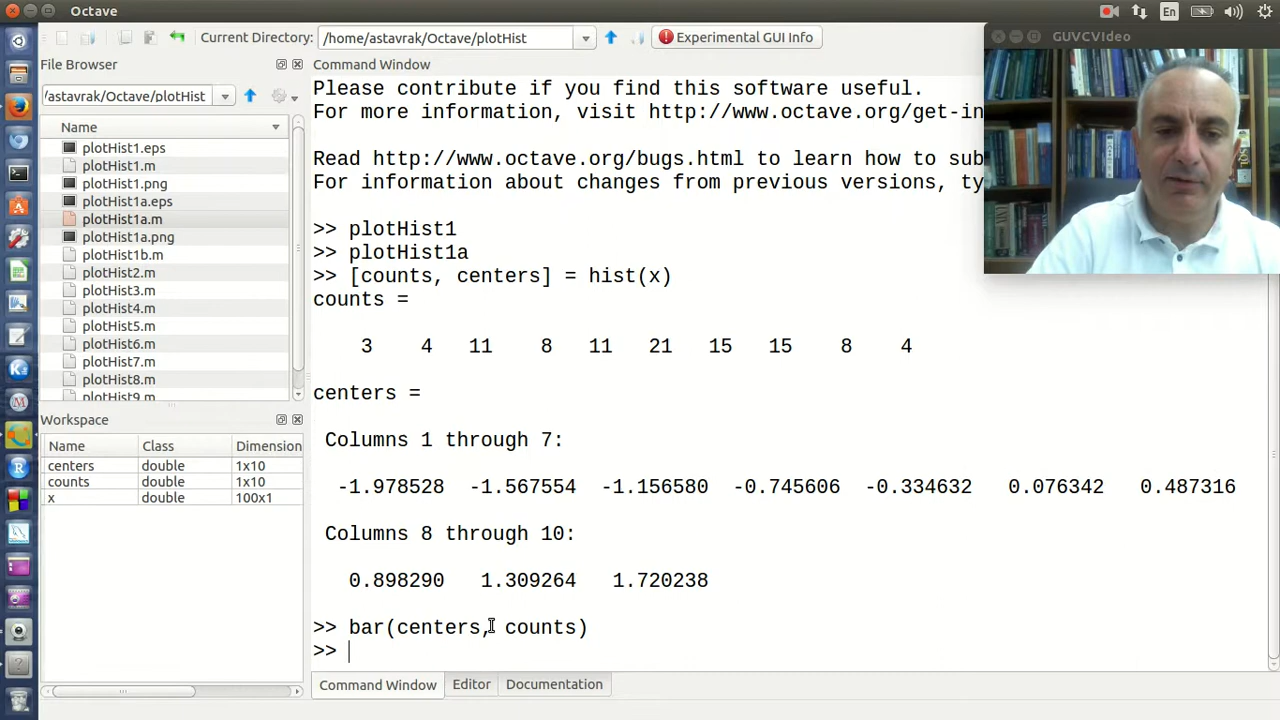 Octave
En
Current Directory: /home/astavrak/Octave/plotHist Experimental GUI Info
GUVCVideo
File Browser
/astavrak/Octave/plotHist
Name
plotHist1.eps
plotHist1.m
plotHist1.png
plotHist1a.eps
plotHist1a.m
plotHist1a.png
plotHist1b.m
plotHist2.m
plotHist3.m
plotHist4.m
plotHist5.m
plotHist6.m
plotHist7.m
plotHist8.m
plotHist9.m
Workspace
Name Class Dimension
centers double 1x10
counts double 1x10
x double 100x1
Command Window
Please contribute if you find this software useful.
For more information, visit http://www.octave.org/get-in
Read http://www.octave.org/bugs.html to learn how to sub
For information about changes from previous versions, ty
>> plotHist1
>> plotHist1a
>> [counts, centers] = hist(x)
counts =
3 4 11 8 11 21 15 15 8 4
centers =
Columns 1 through 7:
-1.978528 -1.567554 -1.156580 -0.745606 -0.334632 0.076342 0.487316
Columns 8 through 10:
0.898290 1.309264 1.720238
>> bar(centers, counts)
>>
Command Window Editor Documentation